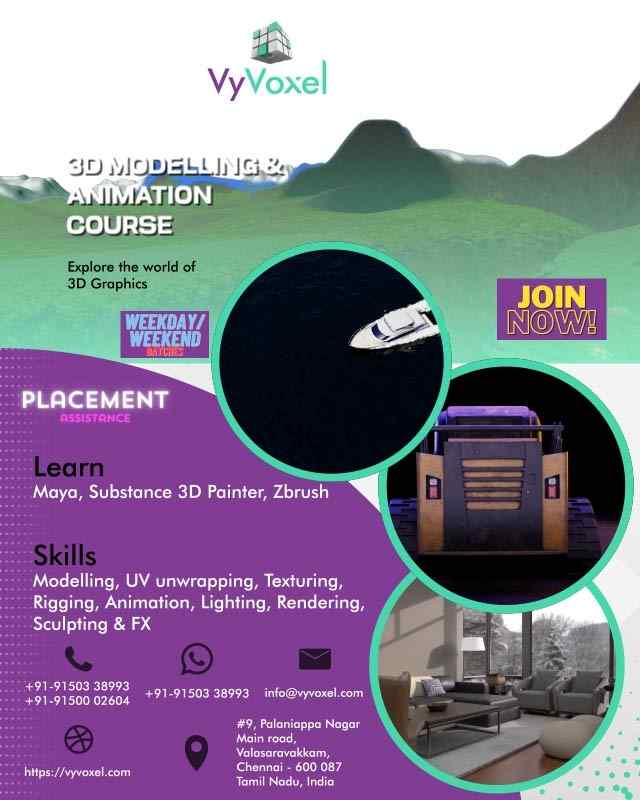 VyVoxel
3D MODELLING &
ANIMATION
COURSE
Explore the world of
3D Graphics
JOIN
NOW!
WEEKDAY/
WEEKEND
BATCHES
PLACEMENT
ASSISTANCE
Learn
Maya, Substance 3D Painter, Zbrush
Skills
Modelling, UV unwrapping, Texturing,
Rigging, Animation, Lighting, Rendering,
Sculpting & FX
+91-91503 38993
+91-91500 02604
+91-91503 38993
info@vyvoxel.com
https://vyvoxel.com
#9, Palaniappa Nagar
Main road,
Valasaravakkam,
Chennai - 600 087
Tamil Nadu, India